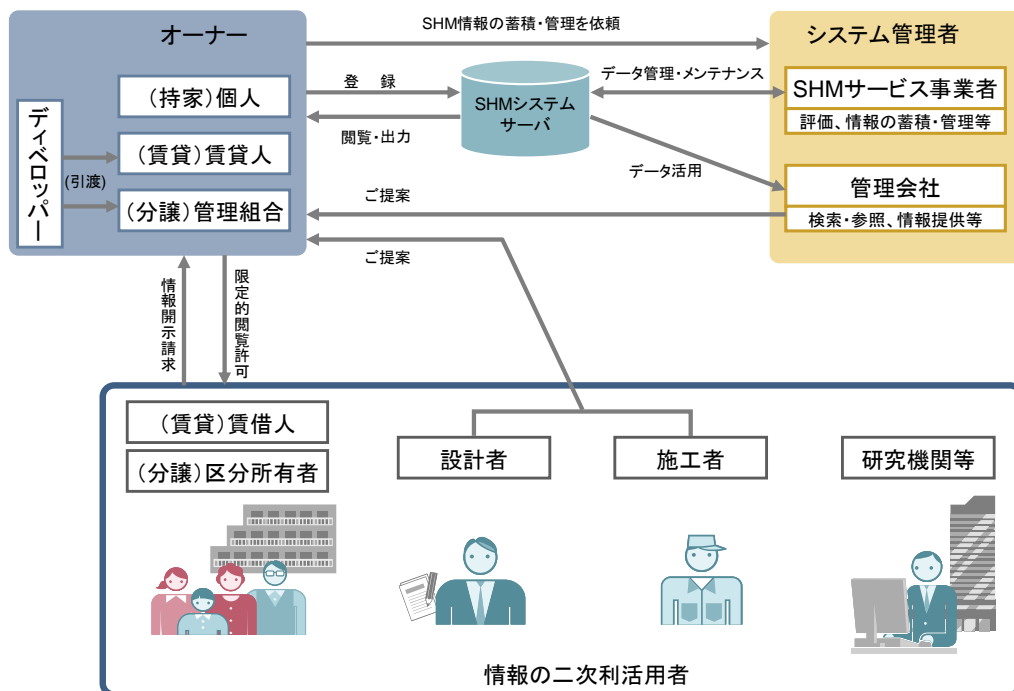 オーナー
SHM情報の蓄積・管理を依頼
システム管理者
(持家)個人
登　録
SHMシステム
サーバ
データ管理・メンテナンス
SHMサービス事業者
評価、情報の蓄積・管理等
閲覧・出力
ディベロッパー
(引渡)
(賃貸)賃貸人
データ活用
(分譲)管理組合
ご提案
管理会社
検索・参照、情報提供等
ご提案
情報開示請求
限定的閲覧許可
(賃貸)賃借人
(分譲)区分所有者
設計者
施工者
研究機関等
情報の二次利活用者